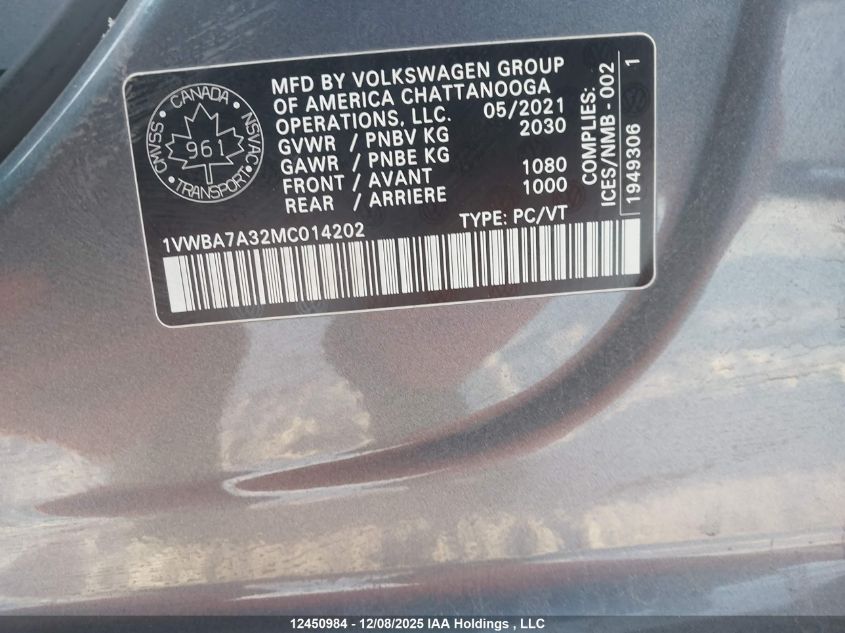 CANADA
CMVSS
NSVAC
961
TRANSPORT
MFD BY VOLKSWAGEN GROUP
OF AMERICA CHATTANOOGA
OPERATIONS, LLC. 05/2021
GVWR / PNBV KG 2030
GAWR / PNBE KG
FRONT / AVANT 1080
REAR / ARRIERE 1000
COMPLIES:
ICES/NMB-002
1949306 1
1VWBA7A32MC014202 TYPE: PC/VT
12450984 - 12/08/2025 IAA Holdings , LLC